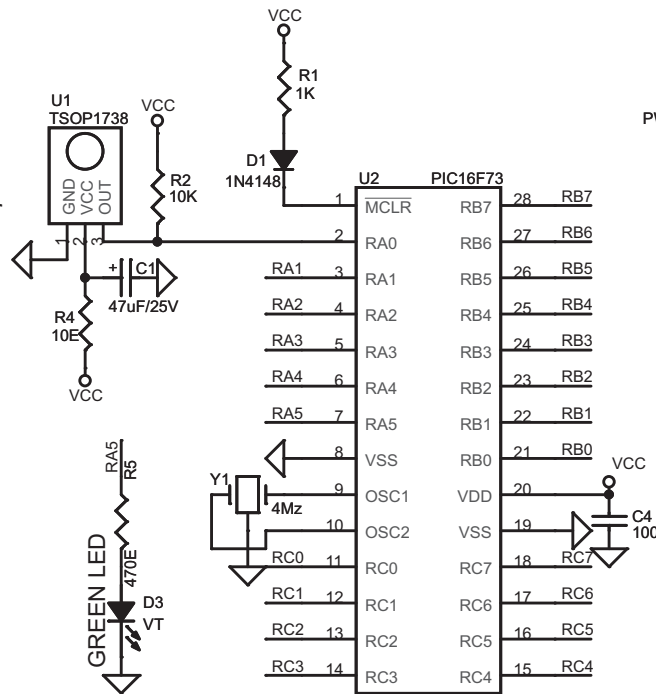 VCC
R1
1K
D1
1N4148
U1
TSOP1738
GND
VCC
OUT
1
2
3
VCC
R2
10K
+
C1
47uF/25V
R4
10E
VCC
RA5
R5
470E
GREEN LED
D3
VT
Y1
4Mz
U2 PIC16F73
1 MCLR RB7 28 RB7
2 RA0 RB6 27 RB6
RA1 3 RA1 RB5 26 RB5
RA2 4 RA2 RB4 25 RB4
RA3 5 RA3 RB3 24 RB3
RA4 6 RA4 RB2 23 RB2
RA5 7 RA5 RB1 22 RB1
8 VSS RB0 21 RB0
9 OSC1 VDD 20
10 OSC2 VSS 19
RC0 11 RC0 RC7 18 RC7
RC1 12 RC1 RC6 17 RC6
RC2 13 RC2 RC5 16 RC5
RC3 14 RC3 RC4 15 RC4
VCC
C4
100